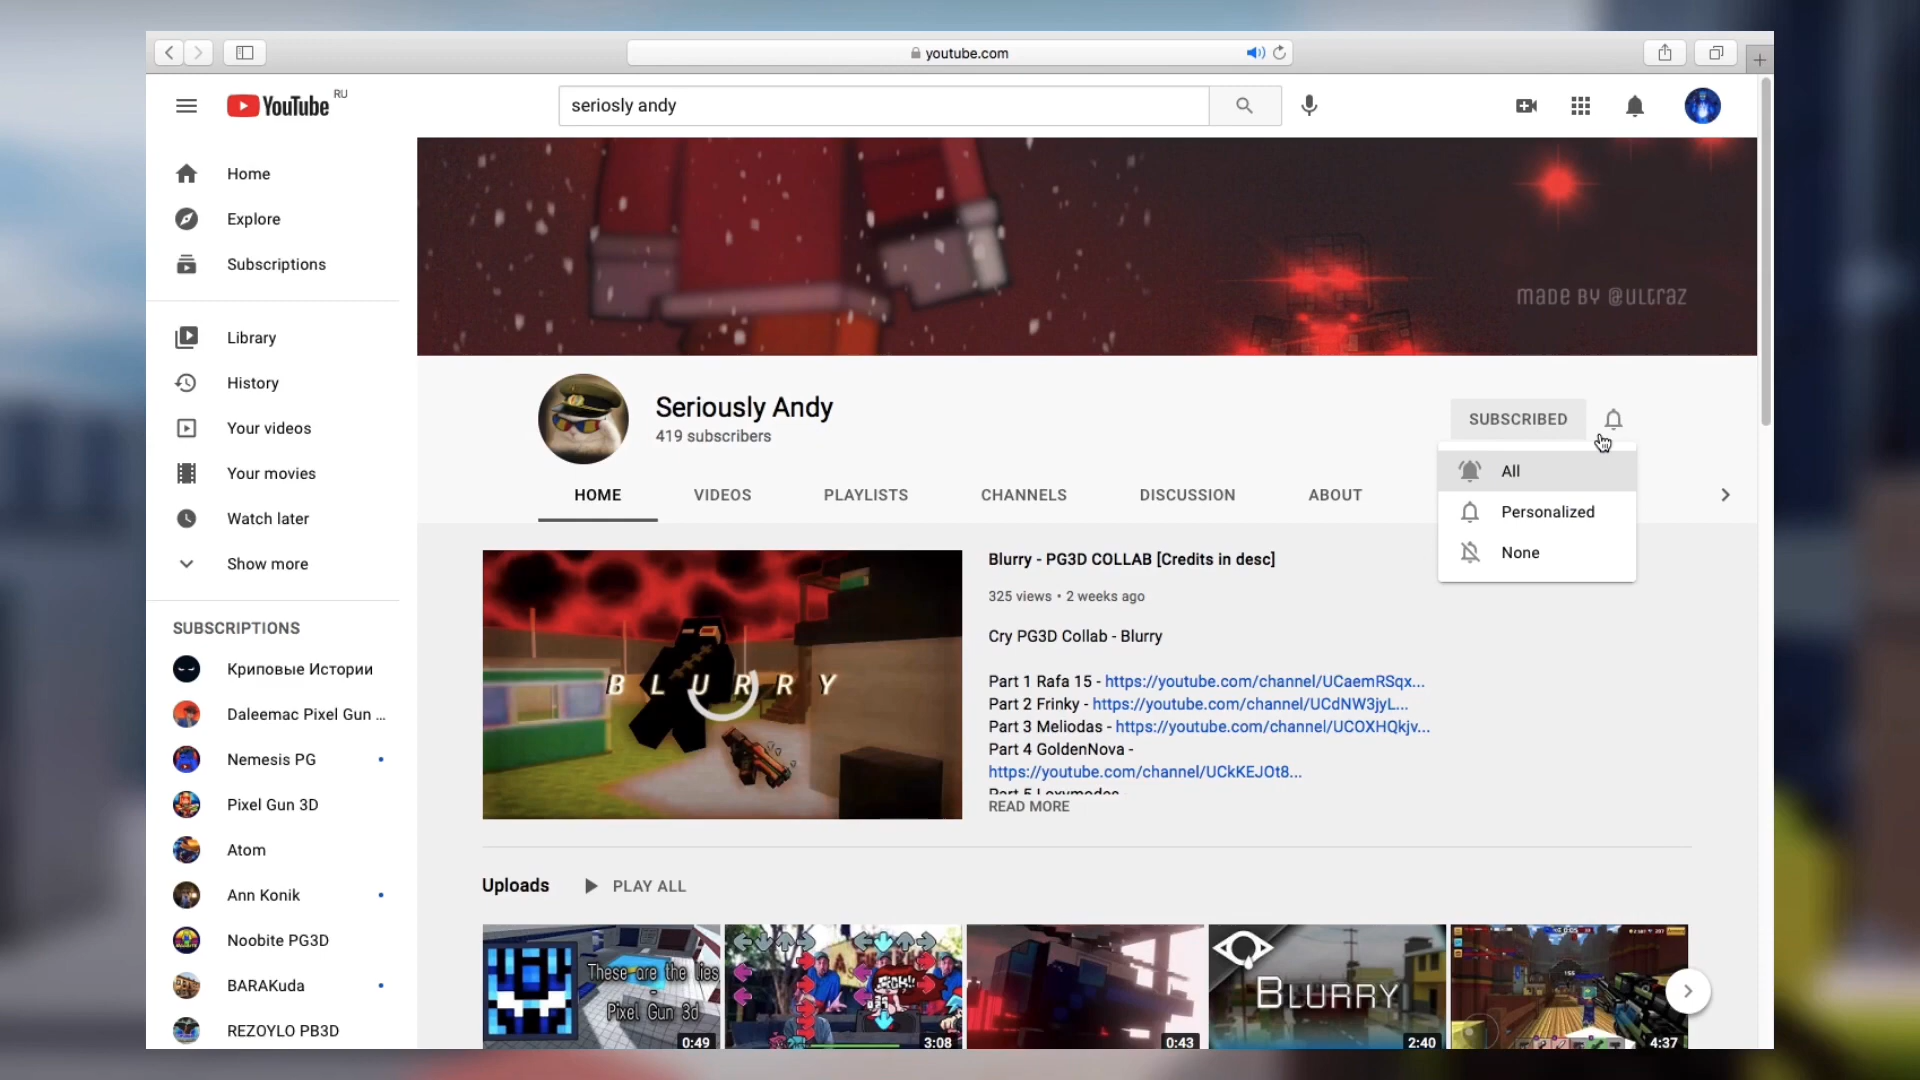 youtube.com
YouTube RU
seriosly andy
Home
Explore
Subscriptions
Library
History
Your videos
Your movies
Watch later
Show more
SUBSCRIPTIONS
Криповые Истории
Daleemac Pixel Gun ...
Nemesis PG
Pixel Gun 3D
Atom
Ann Konik
Noobite PG3D
BARAKuda
REZOYLO PB3D
made by @ultraz
Seriously Andy
419 subscribers
SUBSCRIBED
All
Personalized
None
HOME
VIDEOS
PLAYLISTS
CHANNELS
DISCUSSION
ABOUT
BLURRY
Blurry - PG3D COLLAB [Credits in desc]
325 views • 2 weeks ago
Cry PG3D Collab - Blurry
Part 1 Rafa 15 - https://youtube.com/channel/UCaemRSqx...
Part 2 Frinky - https://youtube.com/channel/UCdNW3jyL...
Part 3 Meliodas - https://youtube.com/channel/UCOXHQkjv...
Part 4 GoldenNova -
https://youtube.com/channel/UCkKEJOt8...
READ MORE
Uploads
PLAY ALL
These are the lies
Pixel Gun 3d
0:49
3:08
0:43
BLURRY
2:40
4:37